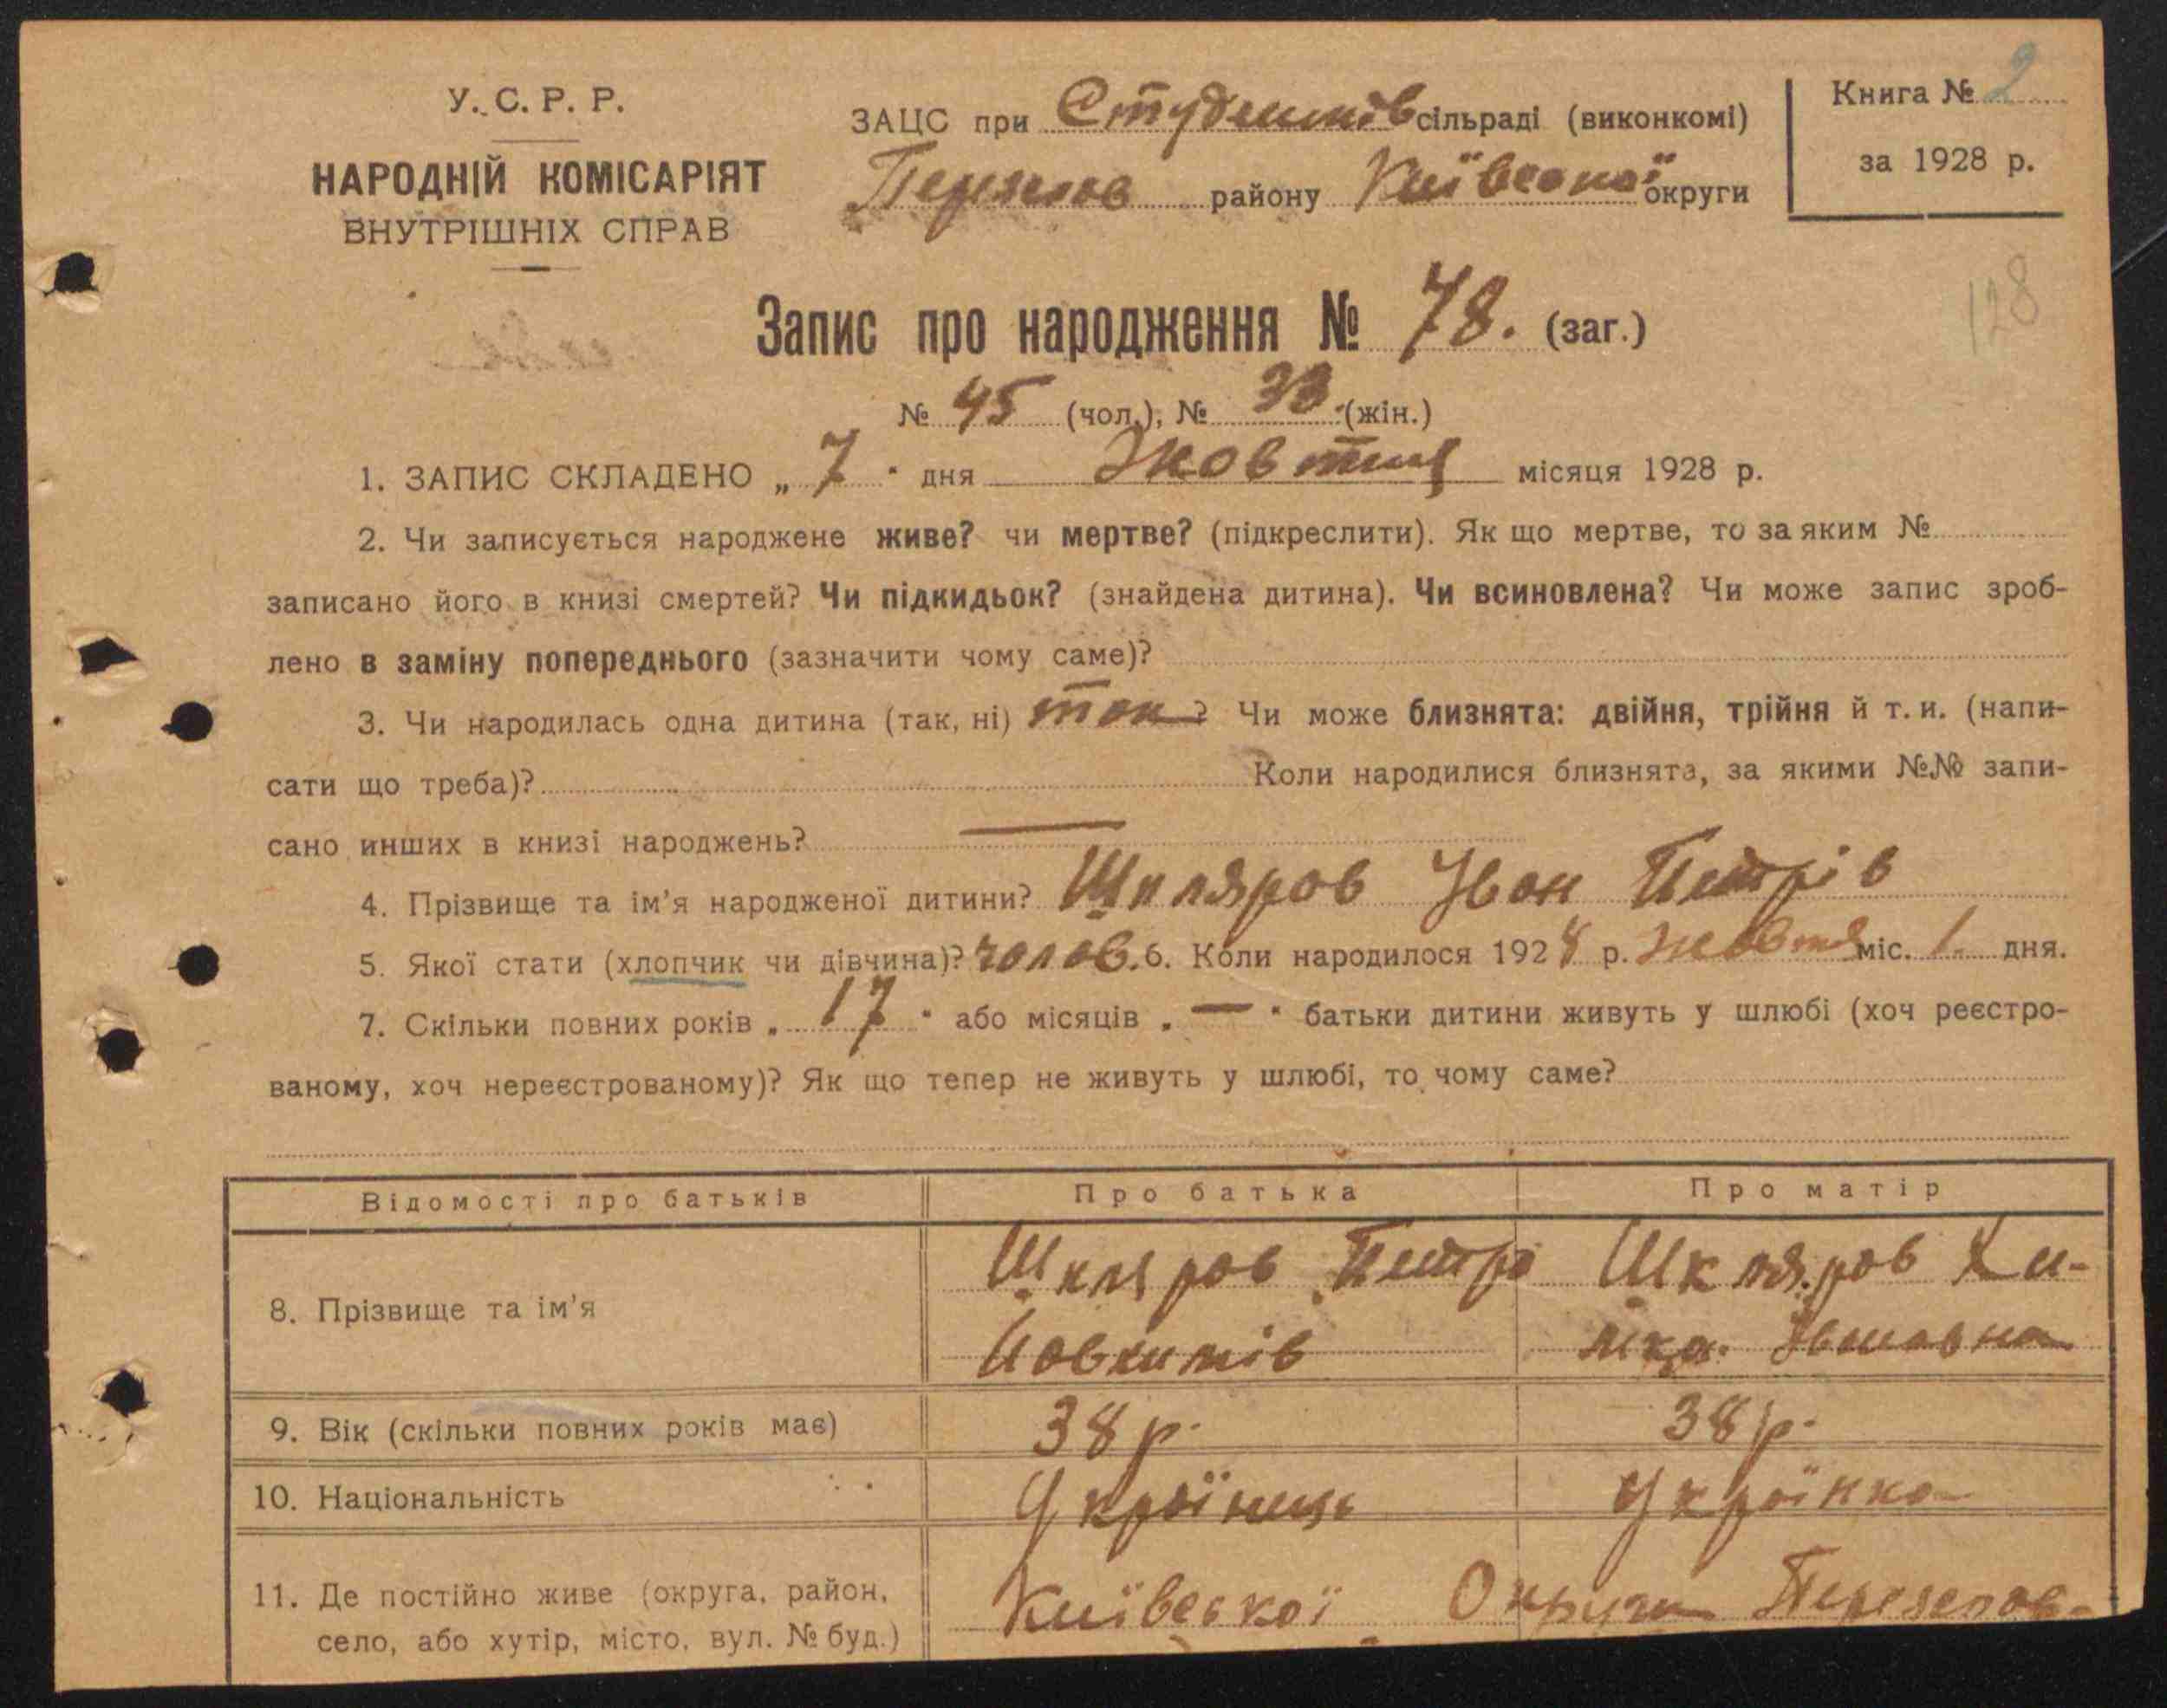 У. С. Р. Р.
НАРОДНІЙ КОМІСАРІЯТ
ВНУТРІШНІХ СПРАВ
ЗАЦС при Студениківсільраді (виконкомі)
району Київської округи
Книга № 2
за 1928 р.
128
Запис про народження № 78. (заг.)
№ 45 (чол.), № 33. (жін.)
1. ЗАПИС СКЛАДЕНО „ 7 " дня Жовтня місяця 1928 р.
2. Чи записується народжене живе? чи мертве? (підкреслити). Як що мертве, то за яким №
записано його в книзі смертей? Чи підкидьок? (знайдена дитина). Чи всиновлена? Чи може запис зроб-
лено в заміну попереднього (зазначити чому саме)?
3. Чи народилась одна дитина (так, ні) так? Чи може близнята: двійня, трійня й т. и. (напи-
сати що треба)? Коли народилися близнята, за якими №№ запи-
сано инших в книзі народжень? —
4. Прізвище та ім'я народженої дитини? Шкляров Іван Петрів
5. Якої стати (хлопчик чи дівчина)? чолов. 6. Коли народилося 1928 р. жовтня міс. 1. дня.
7. Скільки повних років „ 17 " або місяців „ — " батьки дитини живуть у шлюбі (хоч реєстро-
ваному, хоч нереєстрованому)? Як що тепер не живуть у шлюбі, то чому саме?
Відомості про батьків Про батька Про матір
8. Прізвище та ім'я Шкляров Петро Шкляров Хи-
Йовхимів Івановна
9. Вік (скільки повних років має) 38 р. 38 р.
10. Національність Українець Українка
11. Де постійно живе (округа, район, Київської Округи Переяслов-
село, або хутір, місто, вул. № буд.)